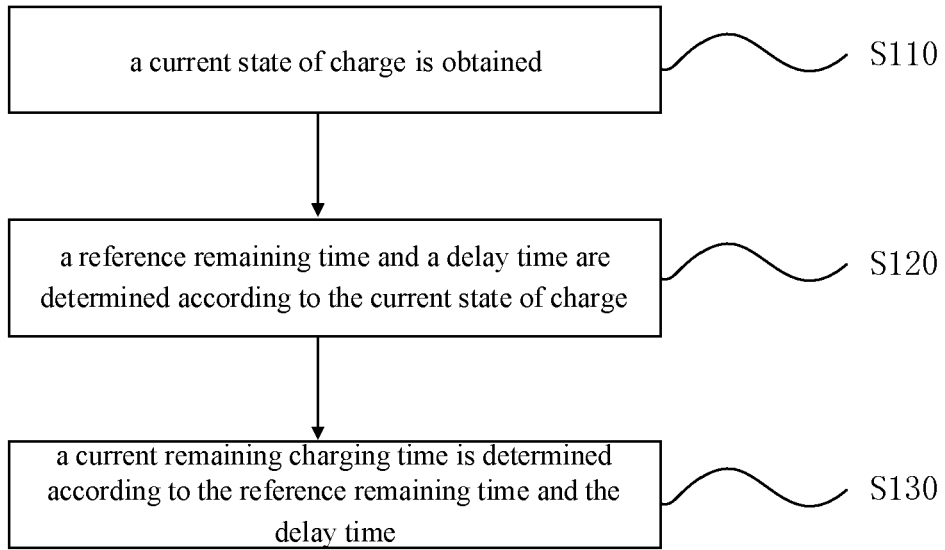 a current state of charge is obtained
S110
a reference remaining time and a delay time are
determined according to the current state of charge
S120
a current remaining charging time is determined
according to the reference remaining time and the
delay time
S130